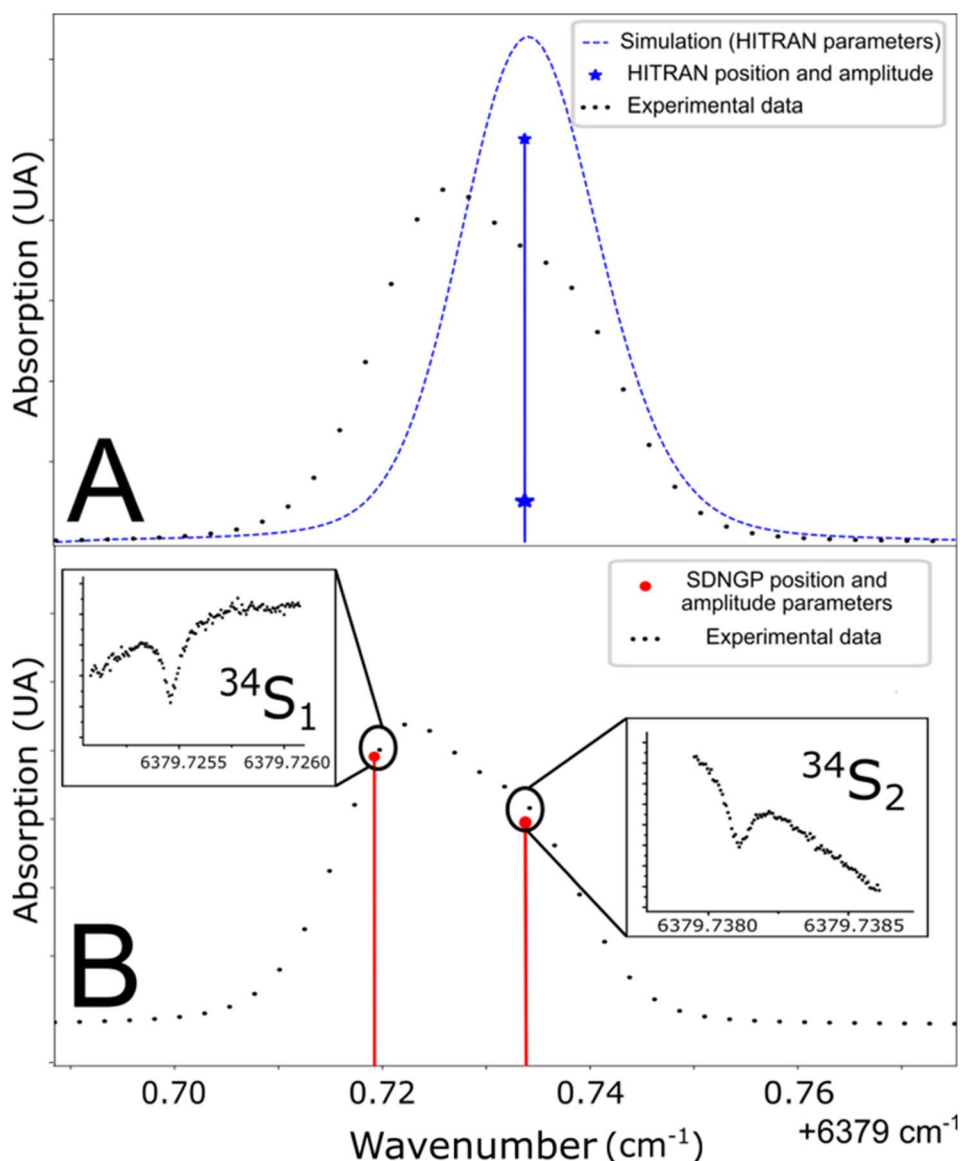 Simulation (HITRAN parameters)
HITRAN position and amplitude
Experimental data
Absorption (UA)
A
SDNGP position and
amplitude parameters
Experimental data
³⁴S₁
6379.7255 6379.7260
³⁴S₂
6379.7380 6379.7385
Absorption (UA)
B
0.70 0.72 0.74 0.76
+6379 cm⁻¹
Wavenumber (cm⁻¹)